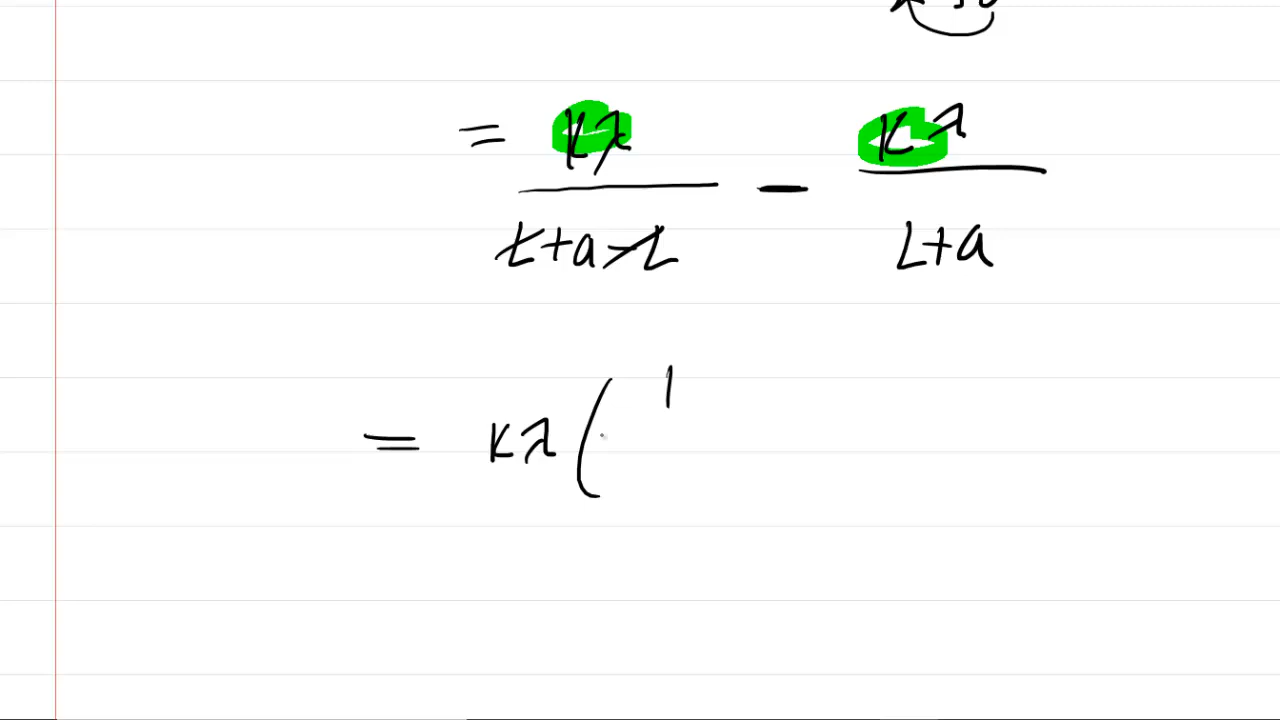 = kλ/(L+a-L) - kλ/(L+a)
= kλ( 1